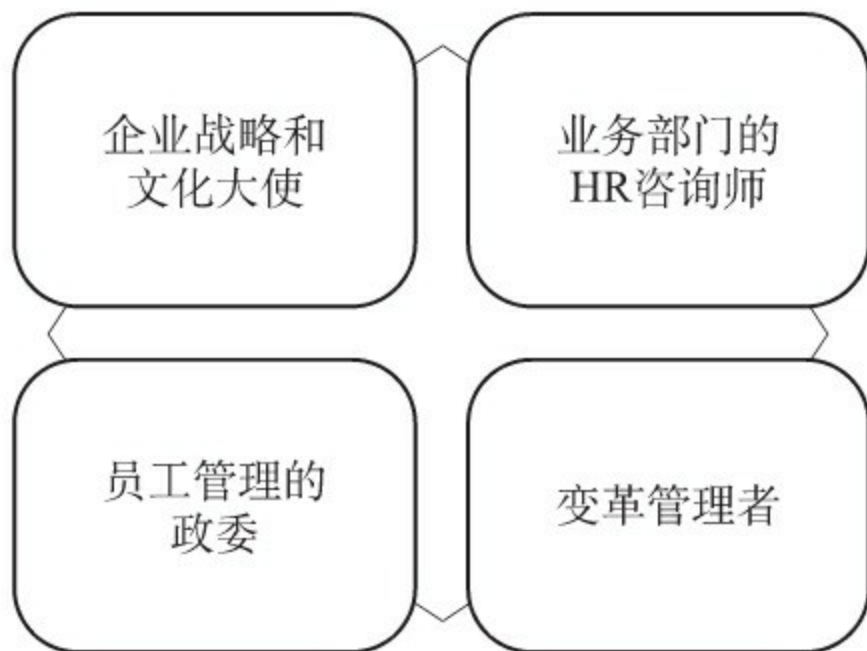 企业战略和
文化大使
业务部门的
HR咨询师
员工管理的
政委
变革管理者